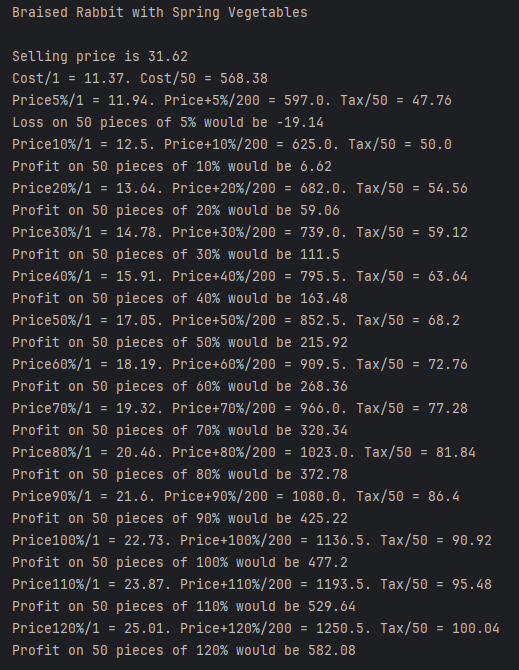 Braised Rabbit with Spring Vegetables
Selling price is 31.62
Cost/1 = 11.37. Cost/50 = 568.38
Price5%/1 = 11.94. Price+5%/200 = 597.0. Tax/50 = 47.76
Loss on 50 pieces of 5% would be -19.14
Price10%/1 = 12.5. Price+10%/200 = 625.0. Tax/50 = 50.0
Profit on 50 pieces of 10% would be 6.62
Price20%/1 = 13.64. Price+20%/200 = 682.0. Tax/50 = 54.56
Profit on 50 pieces of 20% would be 59.06
Price30%/1 = 14.78. Price+30%/200 = 739.0. Tax/50 = 59.12
Profit on 50 pieces of 30% would be 111.5
Price40%/1 = 15.91. Price+40%/200 = 795.5. Tax/50 = 63.64
Profit on 50 pieces of 40% would be 163.48
Price50%/1 = 17.05. Price+50%/200 = 852.5. Tax/50 = 68.2
Profit on 50 pieces of 50% would be 215.92
Price60%/1 = 18.19. Price+60%/200 = 909.5. Tax/50 = 72.76
Profit on 50 pieces of 60% would be 268.36
Price70%/1 = 19.32. Price+70%/200 = 966.0. Tax/50 = 77.28
Profit on 50 pieces of 70% would be 320.34
Price80%/1 = 20.46. Price+80%/200 = 1023.0. Tax/50 = 81.84
Profit on 50 pieces of 80% would be 372.78
Price90%/1 = 21.6. Price+90%/200 = 1080.0. Tax/50 = 86.4
Profit on 50 pieces of 90% would be 425.22
Price100%/1 = 22.73. Price+100%/200 = 1136.5. Tax/50 = 90.92
Profit on 50 pieces of 100% would be 477.2
Price110%/1 = 23.87. Price+110%/200 = 1193.5. Tax/50 = 95.48
Profit on 50 pieces of 110% would be 529.64
Price120%/1 = 25.01. Price+120%/200 = 1250.5. Tax/50 = 100.04
Profit on 50 pieces of 120% would be 582.08